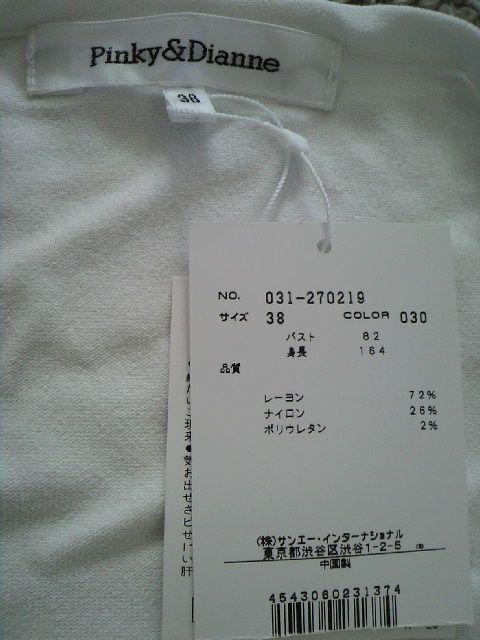 Pinky&Dianne
38
NO. 031-270219
サイズ 38 COLOR 030
バスト 82
身長 164
品質
レーヨン 72%
ナイロン 26%
ポリウレタン 2%
(株)サンエー・インターナショナル
東京都渋谷区渋谷1-2-5
中国製
4543060231374